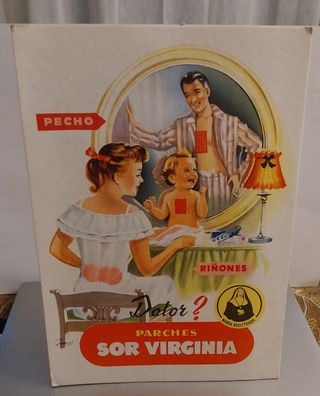 PECHO
RIÑONES
Dolor?
PARCHES
SOR VIRGINIA